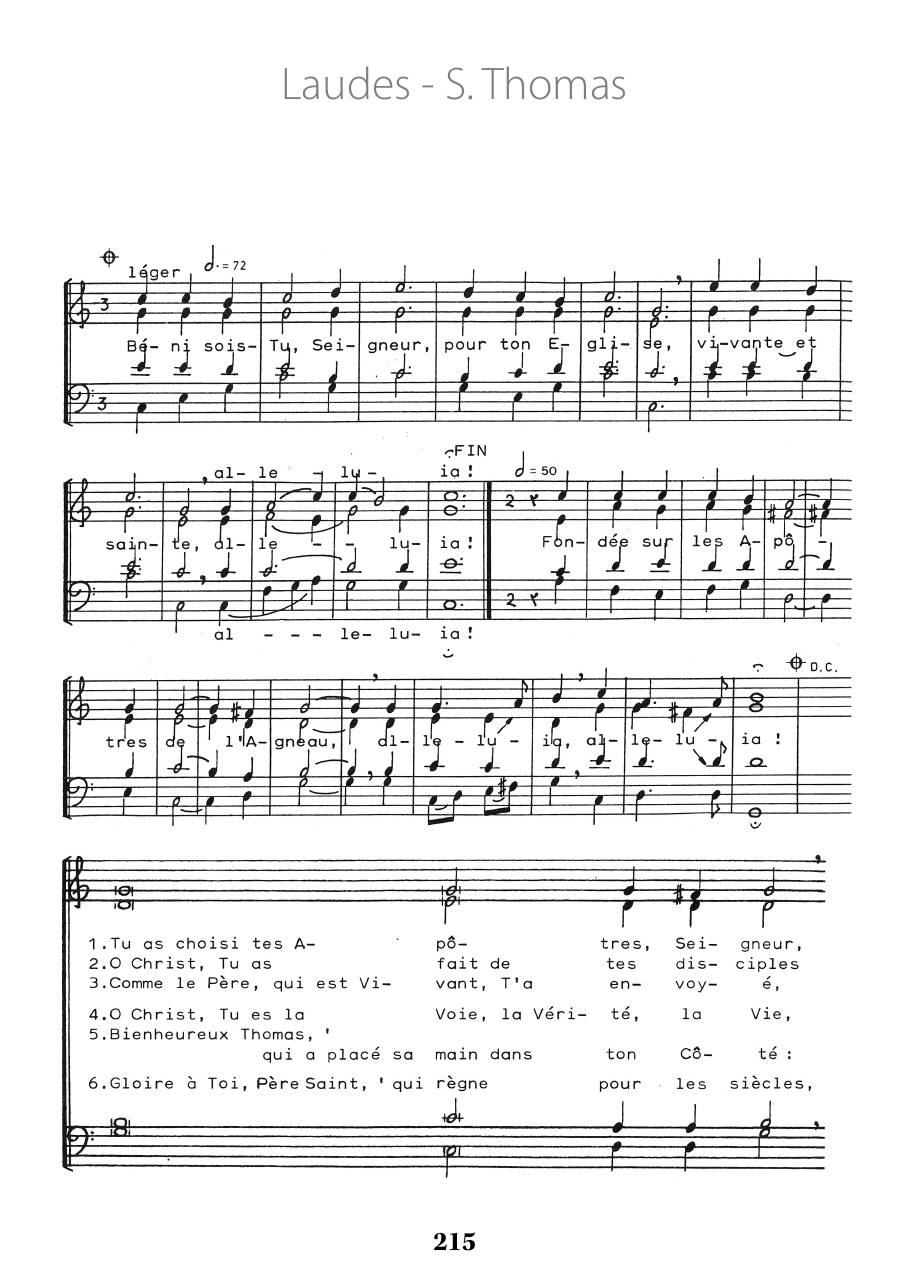 Laudes - S. Thomas
léger = 72
3
Bé- ni sois- Tu, Sei- gneur, pour ton E- gli- se, vi-vante et
3
FIN
al- le - lu- ia! = 50
2
sain- te, al- le - - - lu- ia! Fon- dée sur les A- pô -
2
al - - - le- lu- ia!
D.C.
tres de l'A- gneau, al- le - lu - ia, al- le- lu - ia !
1.Tu as choisi tes A- pô- tres, Sei- gneur,
2.O Christ, Tu as fait de tes dis- ciples
3.Comme le Père, qui est Vi- vant, T'a en- voy- é,
4.O Christ, Tu es la Voie, la Véri- té, la Vie,
5.Bienheureux Thomas, '
qui a placé sa main dans ton Cô- té :
6.Gloire à Toi, Père Saint, ' qui règne pour les siècles,
215